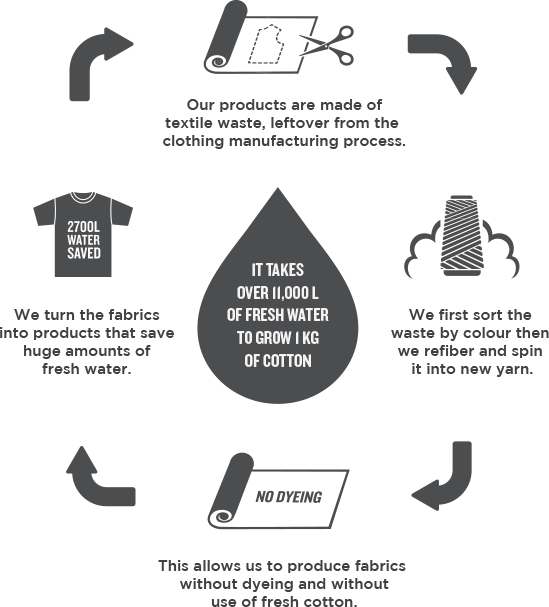 Our products are made of
textile waste, leftover from the
clothing manufacturing process.
2700L
WATER
SAVED
IT TAKES
OVER 11,000 L
OF FRESH WATER
TO GROW 1 KG
OF COTTON
We turn the fabrics
into products that save
huge amounts of
fresh water.
We first sort the
waste by colour then
we refiber and spin
it into new yarn.
NO DYEING
This allows us to produce fabrics
without dyeing and without
use of fresh cotton.